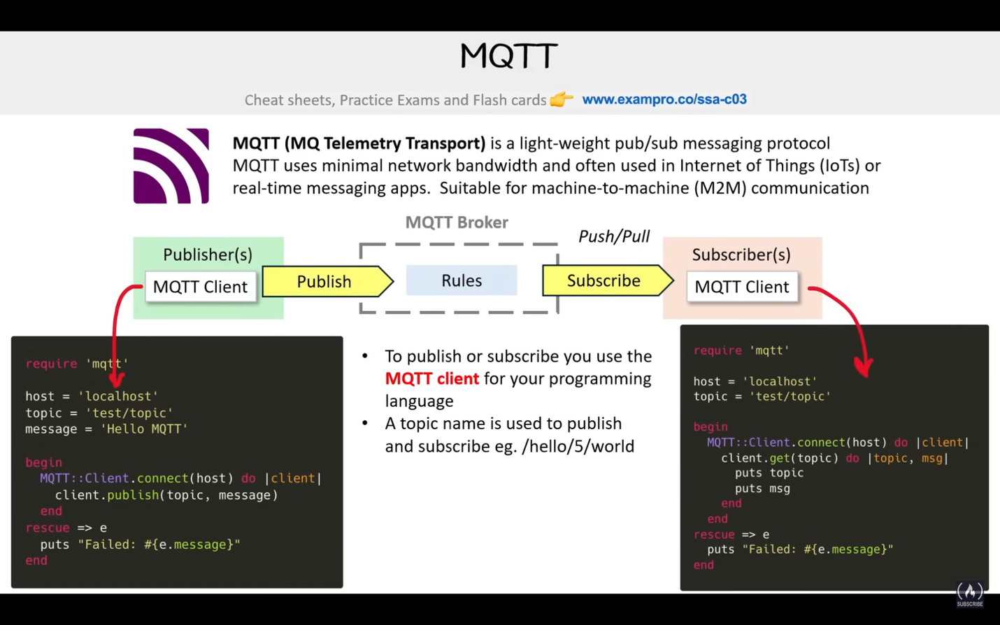 MQTT
Cheat sheets, Practice Exams and Flash cards 👉 www.exampro.co/ssa-c03
MQTT (MQ Telemetry Transport) is a light-weight pub/sub messaging protocol
MQTT uses minimal network bandwidth and often used in Internet of Things (IoTs) or
real-time messaging apps.  Suitable for machine-to-machine (M2M) communication
MQTT Broker
Push/Pull
Publisher(s)
MQTT Client
Publish
Rules
Subscribe
Subscriber(s)
MQTT Client
require 'mqtt'
host = 'localhost'
topic = 'test/topic'
message = 'Hello MQTT'
begin
  MQTT::Client.connect(host) do |client|
    client.publish(topic, message)
  end
rescue => e
  puts "Failed: #{e.message}"
end
• To publish or subscribe you use the
MQTT client for your programming
language
• A topic name is used to publish
and subscribe eg. /hello/5/world
require 'mqtt'
host = 'localhost'
topic = 'test/topic'
begin
  MQTT::Client.connect(host) do |client|
    client.get(topic) do |topic, msg|
      puts topic
      puts msg
    end
  end
rescue => e
  puts "Failed: #{e.message}"
end
SUBSCRIBE